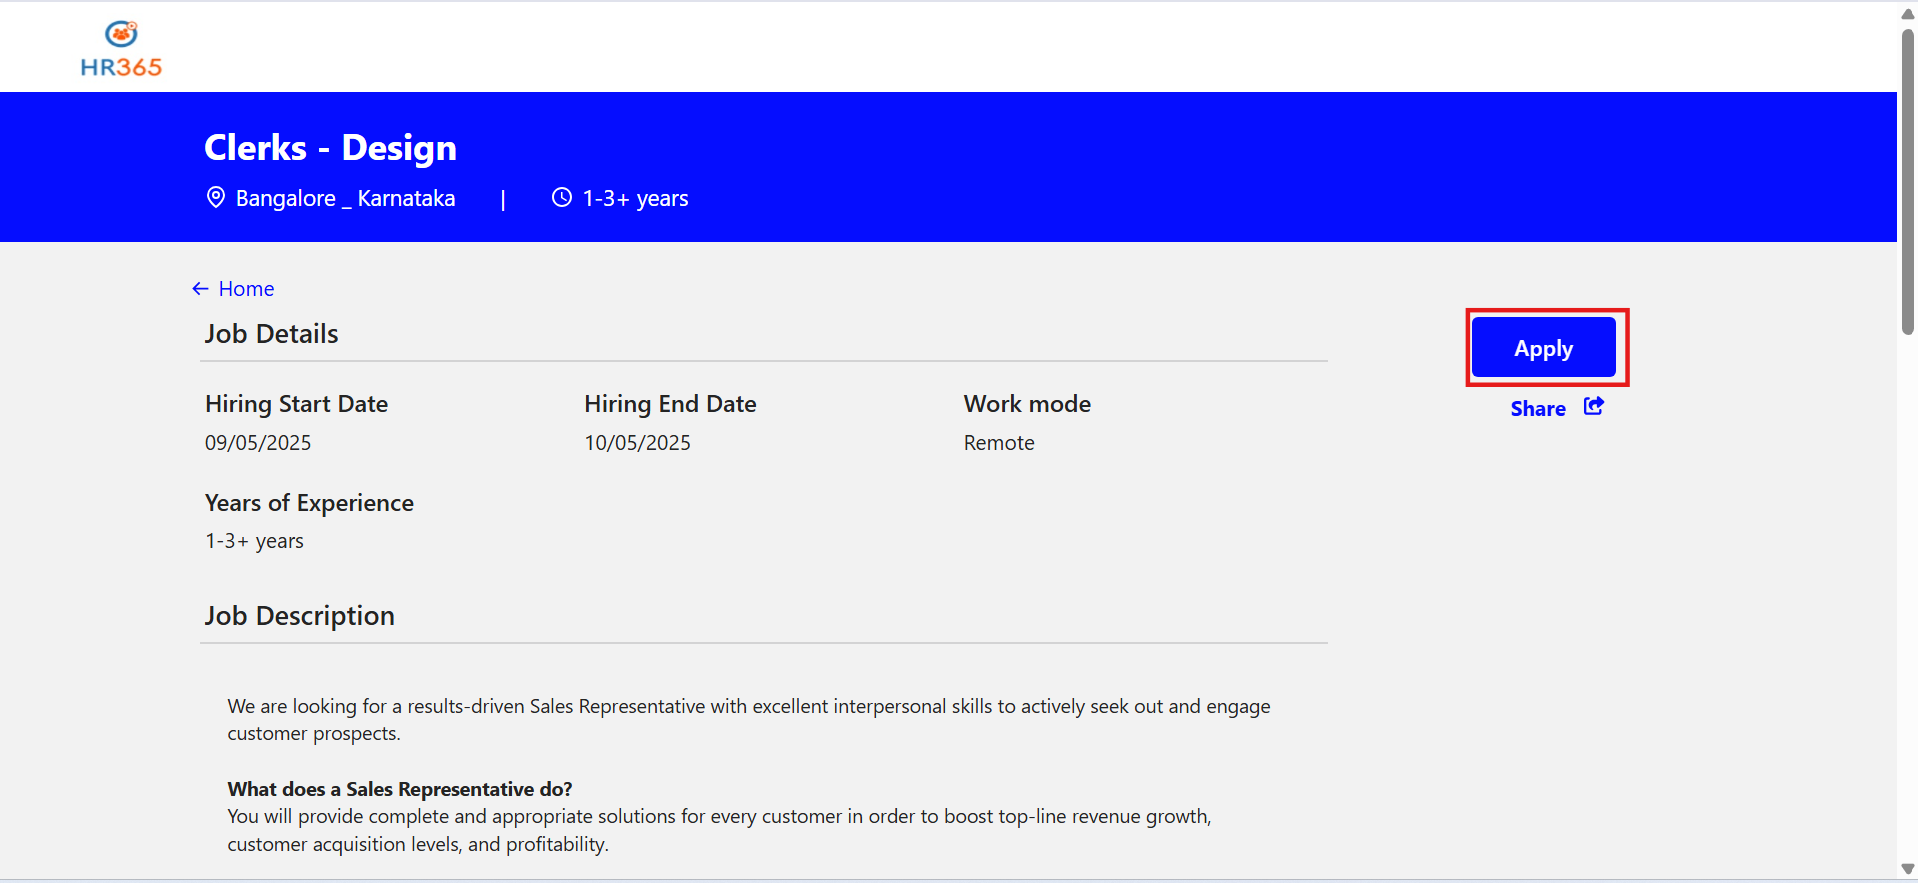 HR365
Clerks - Design
Bangalore _ Karnataka | 1-3+ years
Home
Job Details
Apply
Share
Hiring Start Date
09/05/2025
Hiring End Date
10/05/2025
Work mode
Remote
Years of Experience
1-3+ years
Job Description
We are looking for a results-driven Sales Representative with excellent interpersonal skills to actively seek out and engage
customer prospects.
What does a Sales Representative do?
You will provide complete and appropriate solutions for every customer in order to boost top-line revenue growth,
customer acquisition levels, and profitability.